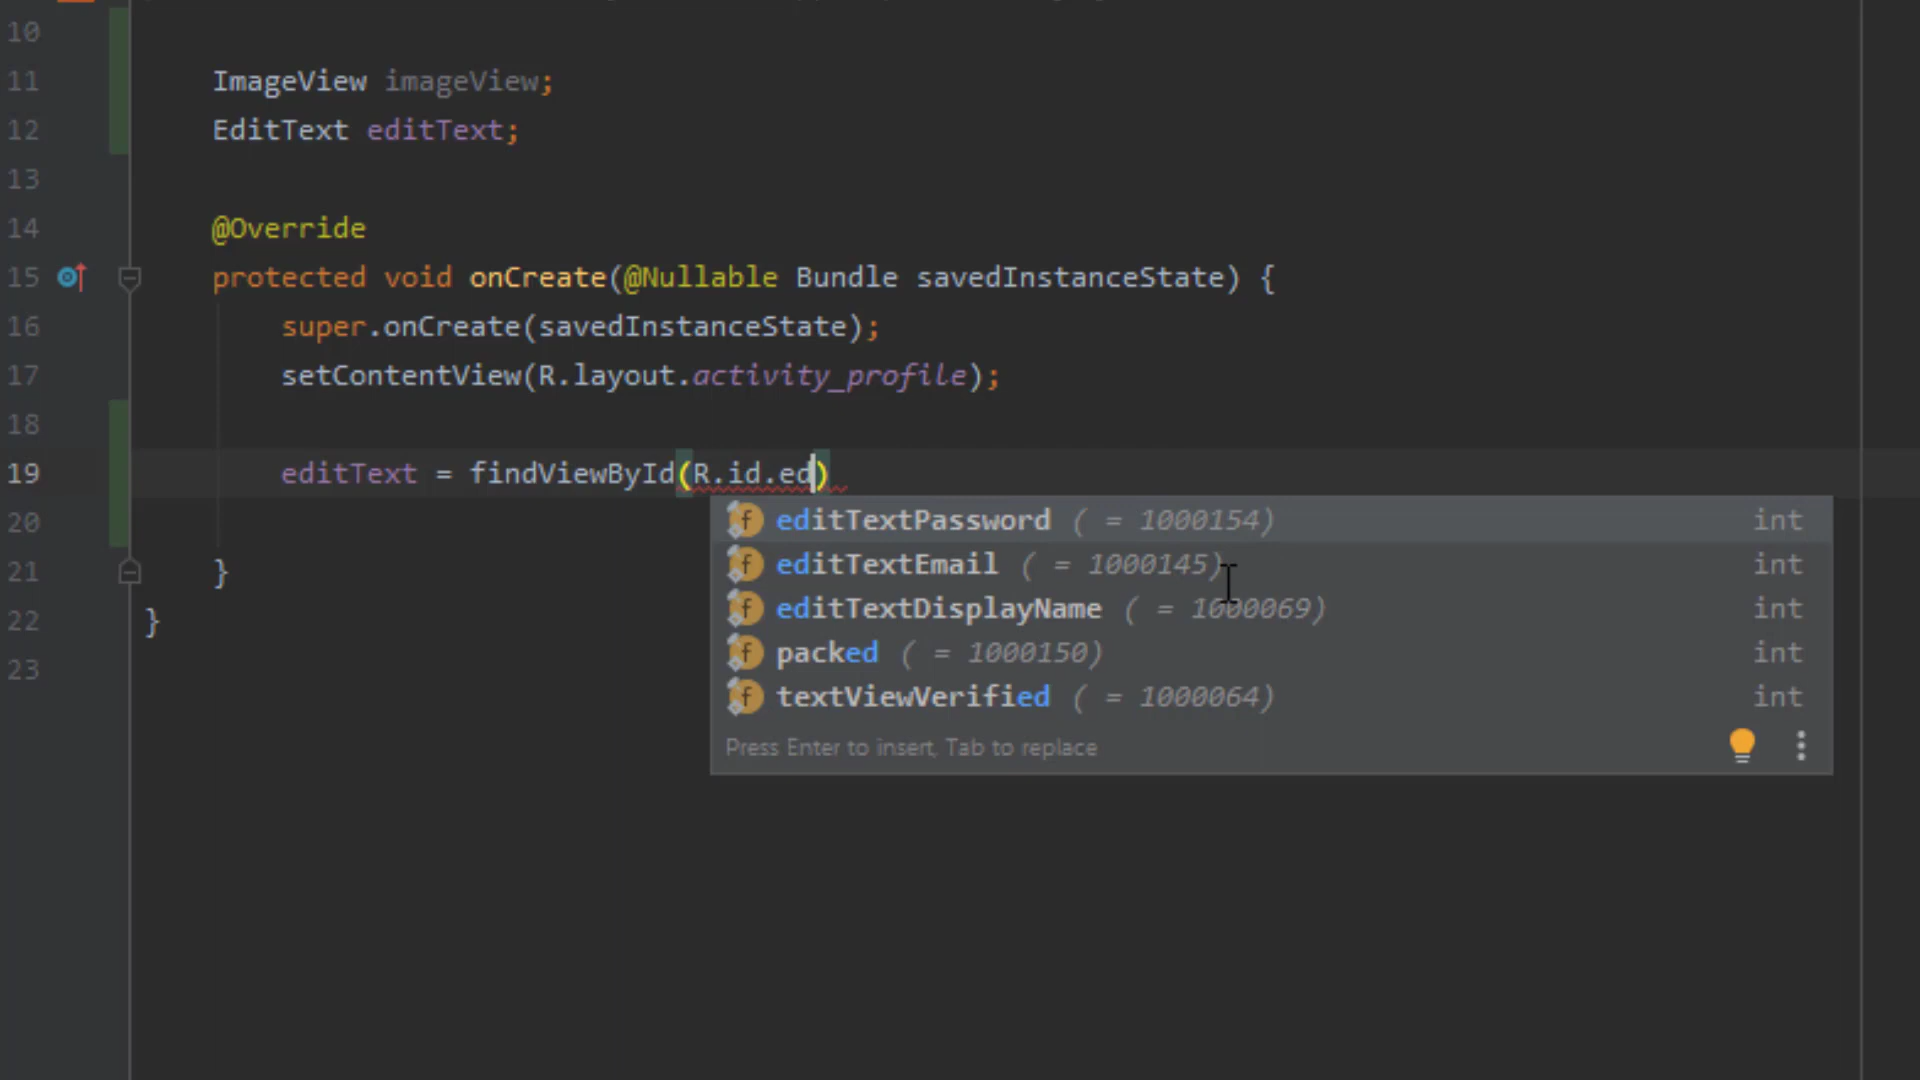 10
11 ImageView imageView;
12 EditText editText;
13
14 @Override
15 protected void onCreate(@Nullable Bundle savedInstanceState) {
16 super.onCreate(savedInstanceState);
17 setContentView(R.layout.activity_profile);
18
19 editText = findViewById(R.id.ed)
20
editTextPassword ( = 1000154) int
editTextEmail ( = 1000145) int
21 }
editTextDisplayName ( = 1000069) int
22 }
packed ( = 1000150) int
23
textViewVerified ( = 1000064) int
Press Enter to insert, Tab to replace